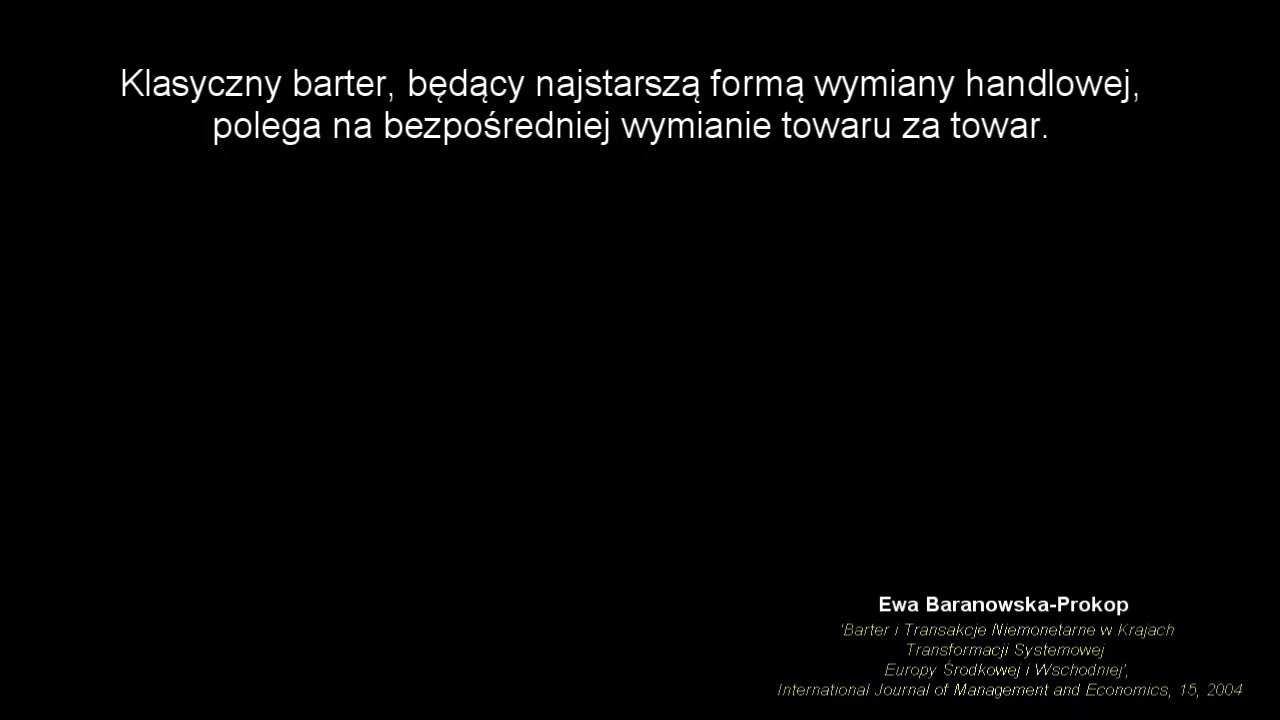 Klasyczny barter, będący najstarszą formą wymiany handlowej,
polega na bezpośredniej wymianie towaru za towar.
Ewa Baranowska-Prokop
'Barter i Transakcje Niemonetarne w Krajach
Transformacji Systemowej
Europy Środkowej i Wschodniej',
International Journal of Management and Economics, 15, 2004